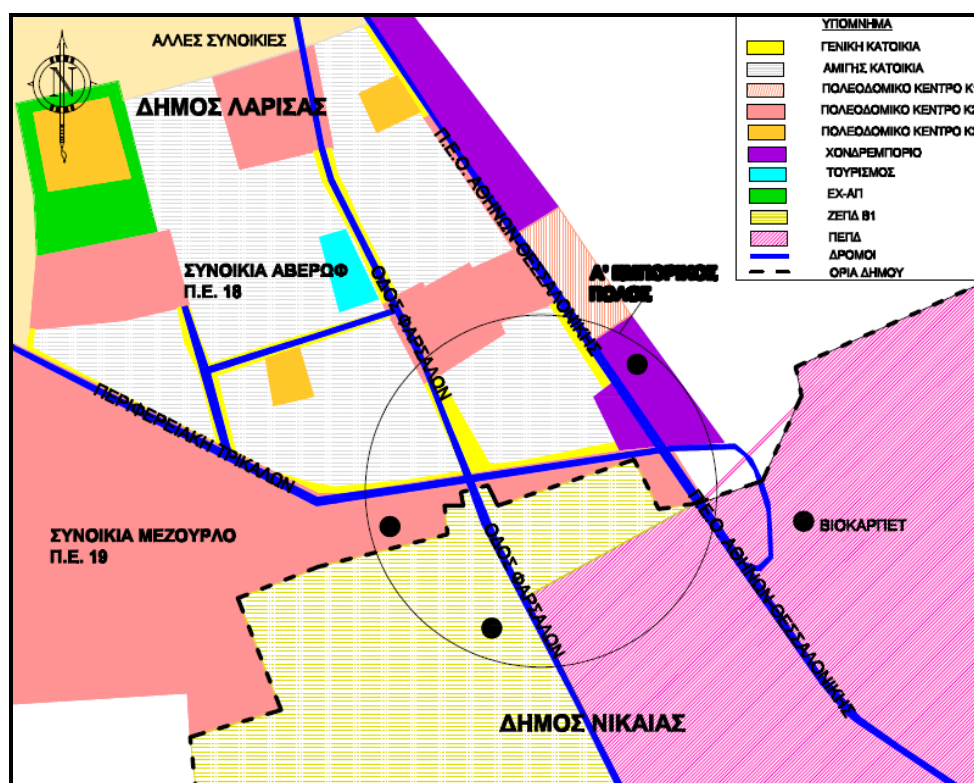 ΑΛΛΕΣ ΣΥΝΟΙΚΙΕΣ
N
ΔΗΜΟΣ ΛΑΡΙΣΑΣ
Π.Ε.Ο. ΑΘΗΝΩΝ ΘΕΣΣΑΛΟΝΙΚΗΣ
ΣΥΝΟΙΚΙΑ ΑΒΕΡΩΦ
Π.Ε. 18
ΟΔΟΣ ΦΑΡΣΑΛΩΝ
Α' ΕΜΠΟΡΙΚΟΣ
ΠΟΛΟΣ
ΠΕΡΙΦΕΡΕΙΑΚΗ ΤΡΙΚΑΛΩΝ
ΣΥΝΟΙΚΙΑ ΜΕΖΟΥΡΛΟ
Π.Ε. 19
ΒΙΟΚΑΡΠΕΤ
ΟΔΟΣ ΦΑΡΣΑΛΩΝ
Π.Ε.Ο. ΑΘΗΝΩΝ ΘΕΣΣΑΛΟΝΙΚΗΣ
ΔΗΜΟΣ ΝΙΚΑΙΑΣ
ΥΠΟΜΝΗΜΑ
ΓΕΝΙΚΗ ΚΑΤΟΙΚΙΑ
ΑΜΙΓΗΣ ΚΑΤΟΙΚΙΑ
ΠΟΛΕΟΔΟΜΙΚΟ ΚΕΝΤΡΟ
ΠΟΛΕΟΔΟΜΙΚΟ ΚΕΝΤΡΟ
ΠΟΛΕΟΔΟΜΙΚΟ ΚΕΝΤΡΟ
ΧΟΝΔΡΕΜΠΟΡΙΟ
ΤΟΥΡΙΣΜΟΣ
ΕΧ-ΑΠ
ΖΕΠΔ Β1
ΠΕΠΔ
ΔΡΟΜΟΙ
ΟΡΙΑ ΔΗΜΟΥ